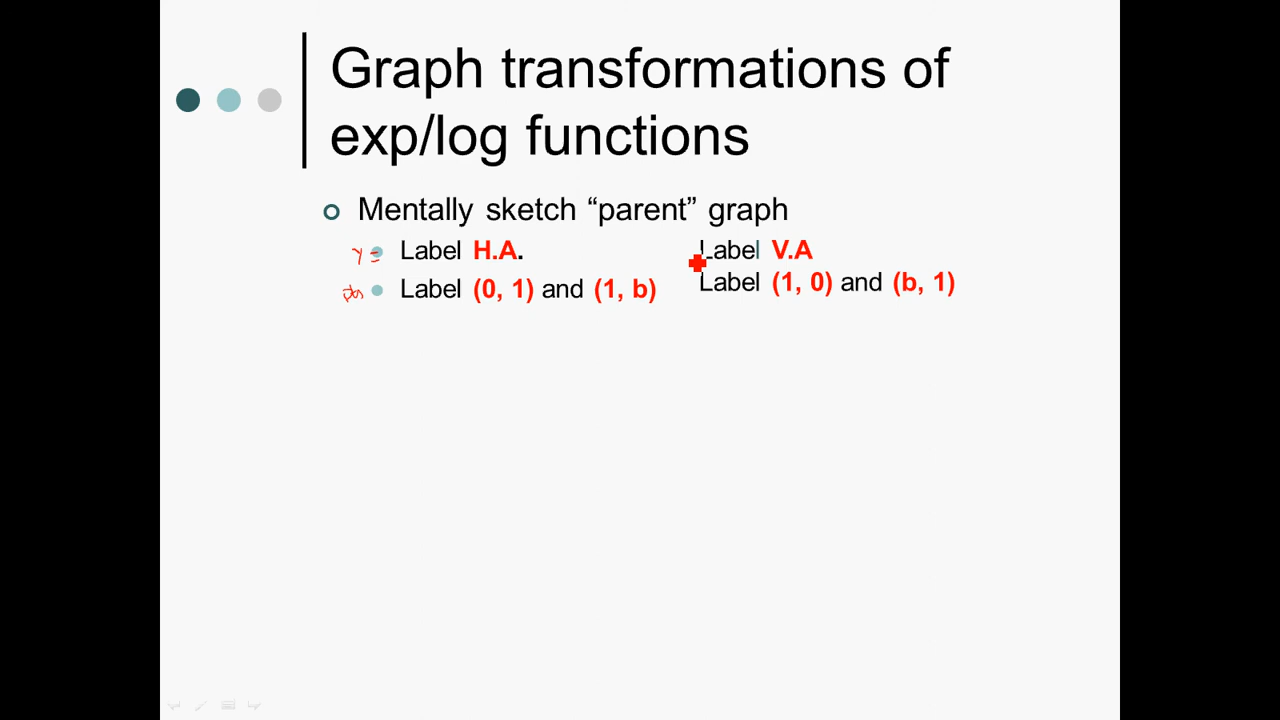 Graph transformations of
exp/log functions
Mentally sketch “parent” graph
y = Label H.A. Label V.A
Label (0, 1) and (1, b) Label (1, 0) and (b, 1)